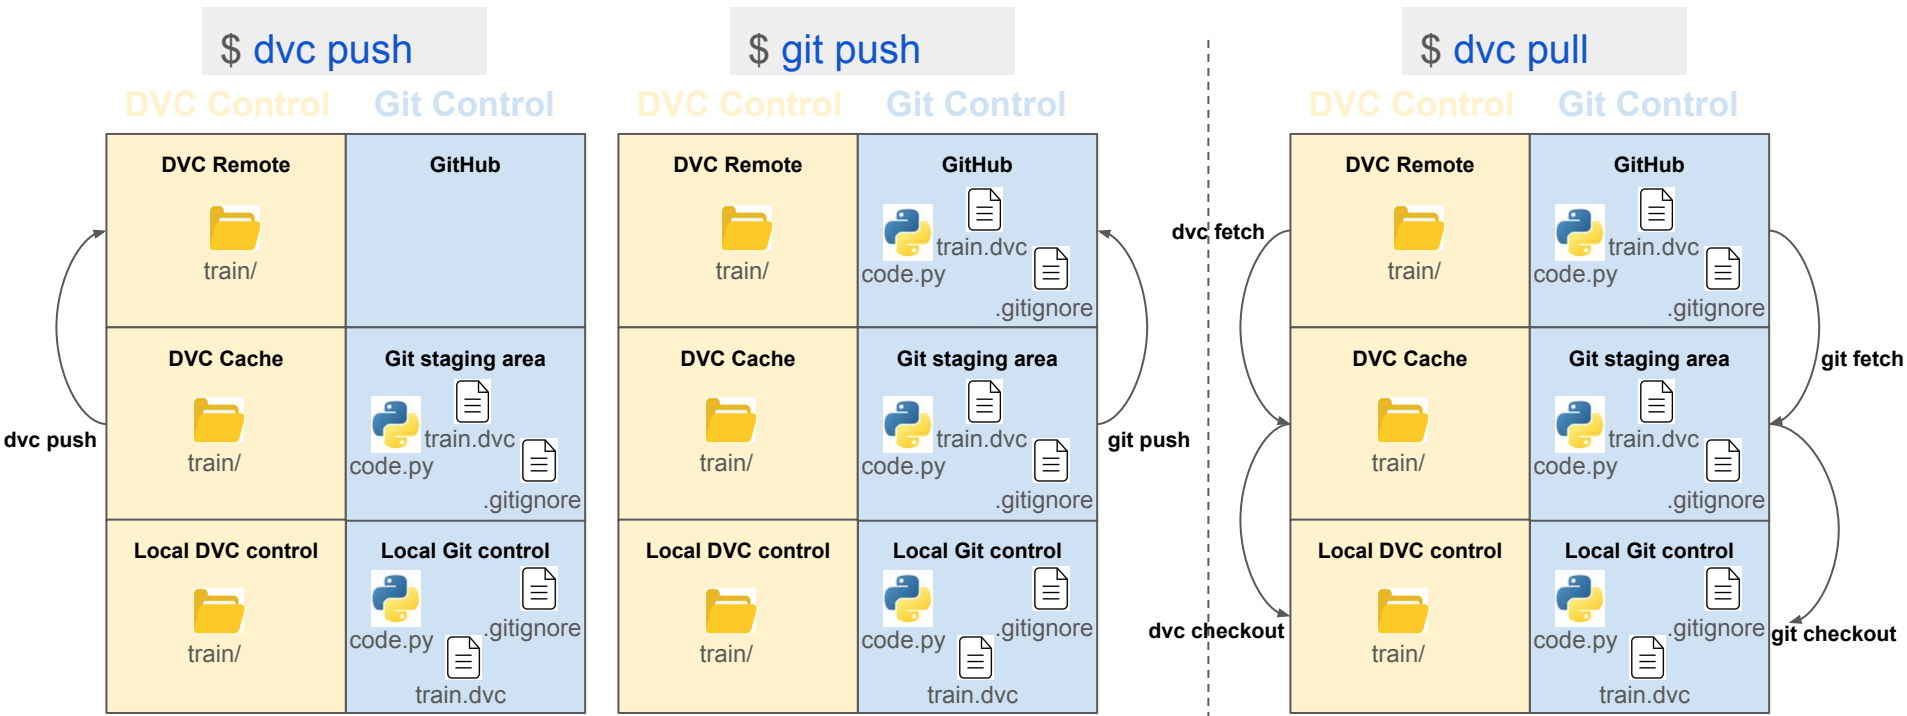 $ dvc push
DVC Control Git Control
DVC Remote
GitHub
train/
DVC Cache
Git staging area
train/
code.py
train.dvc
.gitignore
Local DVC control
Local Git control
train/
code.py
.gitignore
train.dvc
dvc push
$ git push
DVC Control Git Control
DVC Remote
GitHub
train/
code.py
train.dvc
.gitignore
DVC Cache
Git staging area
train/
code.py
train.dvc
.gitignore
Local DVC control
Local Git control
train/
code.py
.gitignore
train.dvc
git push
$ dvc pull
DVC Control Git Control
DVC Remote
GitHub
train/
code.py
train.dvc
.gitignore
dvc fetch
git fetch
DVC Cache
Git staging area
train/
code.py
train.dvc
.gitignore
Local DVC control
Local Git control
train/
code.py
.gitignore
train.dvc
dvc checkout
git checkout